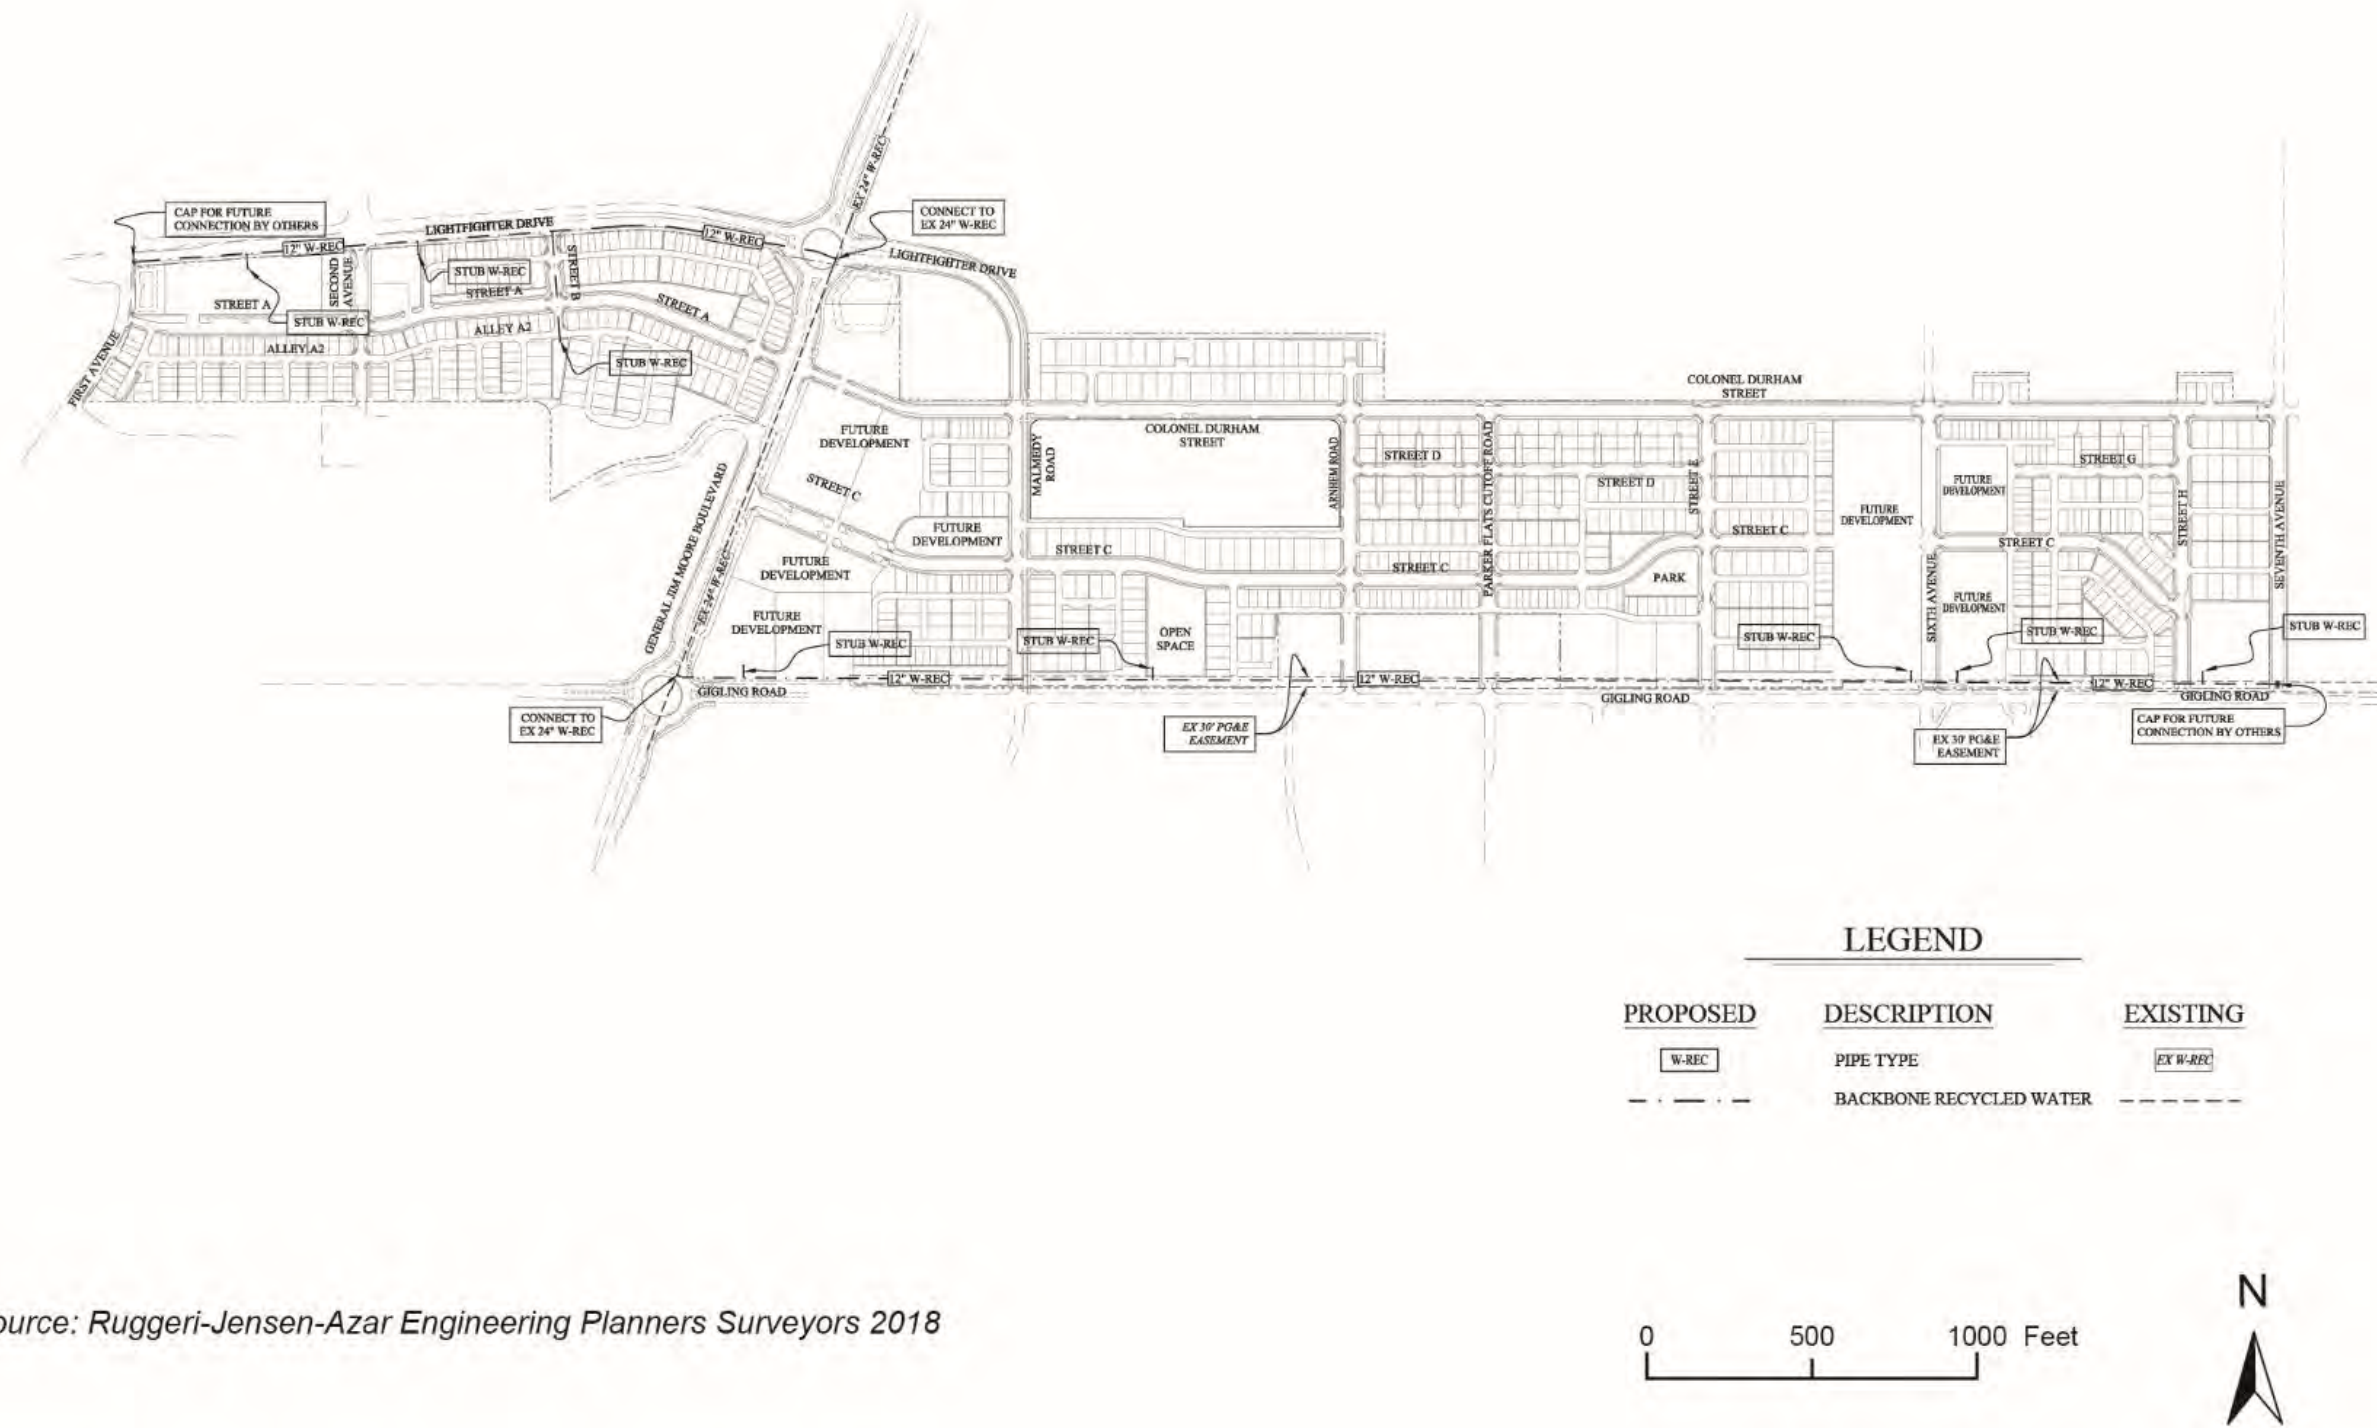 EX 24" W-REC
CAP FOR FUTURE
CONNECTION BY OTHERS
LIGHTFIGHTER DRIVE
CONNECT TO
EX 24" W-REC
12" W-REC
12" W-REC
LIGHTFIGHTER DRIVE
SECOND
AVENUE
STREET B
STUB W-REC
STREET A
STREET A
STREET A
STUB W-REC
ALLEY A2
ALLEY A2
STUB W-REC
FIRST AVENUE
COLONEL DURHAM
STREET
FUTURE
DEVELOPMENT
MALMEDY
ROAD
COLONEL DURHAM
STREET
ARNHEM ROAD
STREET D
PARKER FLATS CUTOFF ROAD
STREET D
STREET E
FUTURE
DEVELOPMENT
STREET G
STREET H
SEVENTH AVENUE
STREET C
FUTURE
DEVELOPMENT
FUTURE
DEVELOPMENT
STREET C
STREET C
STREET C
STREET C
PARK
GENERAL JIM MOORE BOULEVARD
EX 24" W-REC
FUTURE
DEVELOPMENT
FUTURE
DEVELOPMENT
SIXTH AVENUE
FUTURE
DEVELOPMENT
STUB W-REC
STUB W-REC
OPEN
SPACE
STUB W-REC
STUB W-REC
STUB W-REC
12" W-REC
12" W-REC
12" W-REC
GIGLING ROAD
GIGLING ROAD
GIGLING ROAD
CONNECT TO
EX 24" W-REC
EX 30' PG&E
EASEMENT
EX 30' PG&E
EASEMENT
CAP FOR FUTURE
CONNECTION BY OTHERS
LEGEND
PROPOSED DESCRIPTION EXISTING
W-REC PIPE TYPE EX W-REC
BACKBONE RECYCLED WATER
ource: Ruggeri-Jensen-Azar Engineering Planners Surveyors 2018
0 500 1000 Feet
N